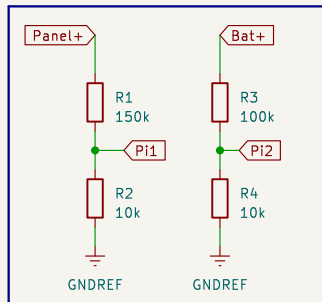 Panel+ Bat+
R1 R3
150k 100k
Pi1 Pi2
R2 R4
10k 10k
GNDREF GNDREF